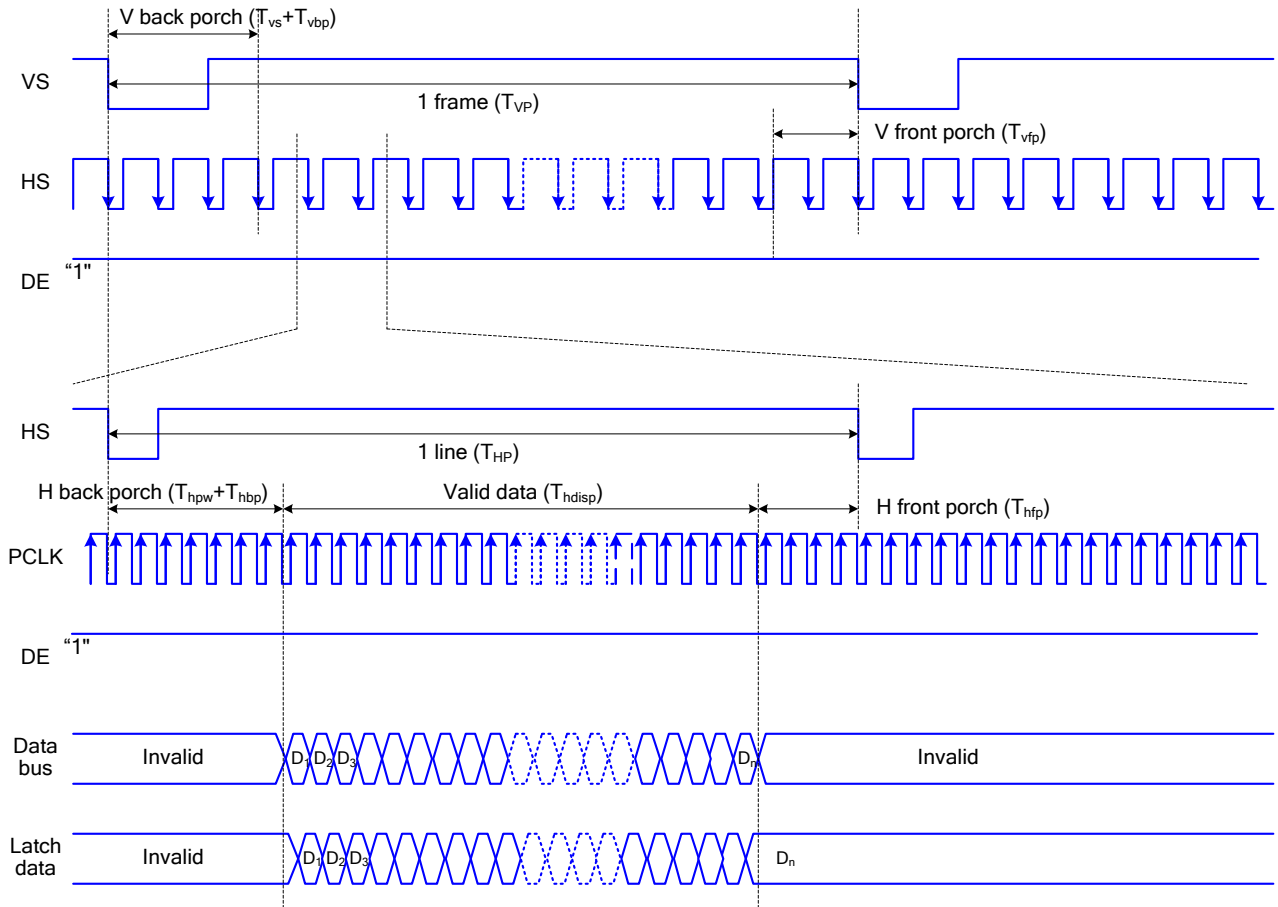 V back porch (Tvs+Tvbp)
VS
1 frame (TVP)
V front porch (Tvfp)
HS
DE “1"
HS
1 line (THP)
H back porch (Thpw+Thbp)
Valid data (Thdisp)
H front porch (Thfp)
PCLK
DE “1"
Data bus
Invalid
D1 D2 D3
Dn
Invalid
Latch data
Invalid
D1 D2 D3
Dn